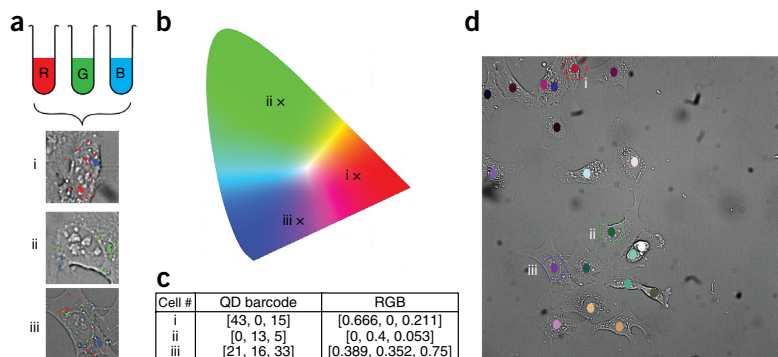 a
R G B
i
ii
iii
b
ii ×
i ×
iii ×
c
Cell # QD barcode RGB
i [43, 0, 15] [0.666, 0, 0.211]
ii [0, 13, 5] [0, 0.4, 0.053]
iii [21, 16, 33] [0.389, 0.352, 0.75]
d
i
ii
iii